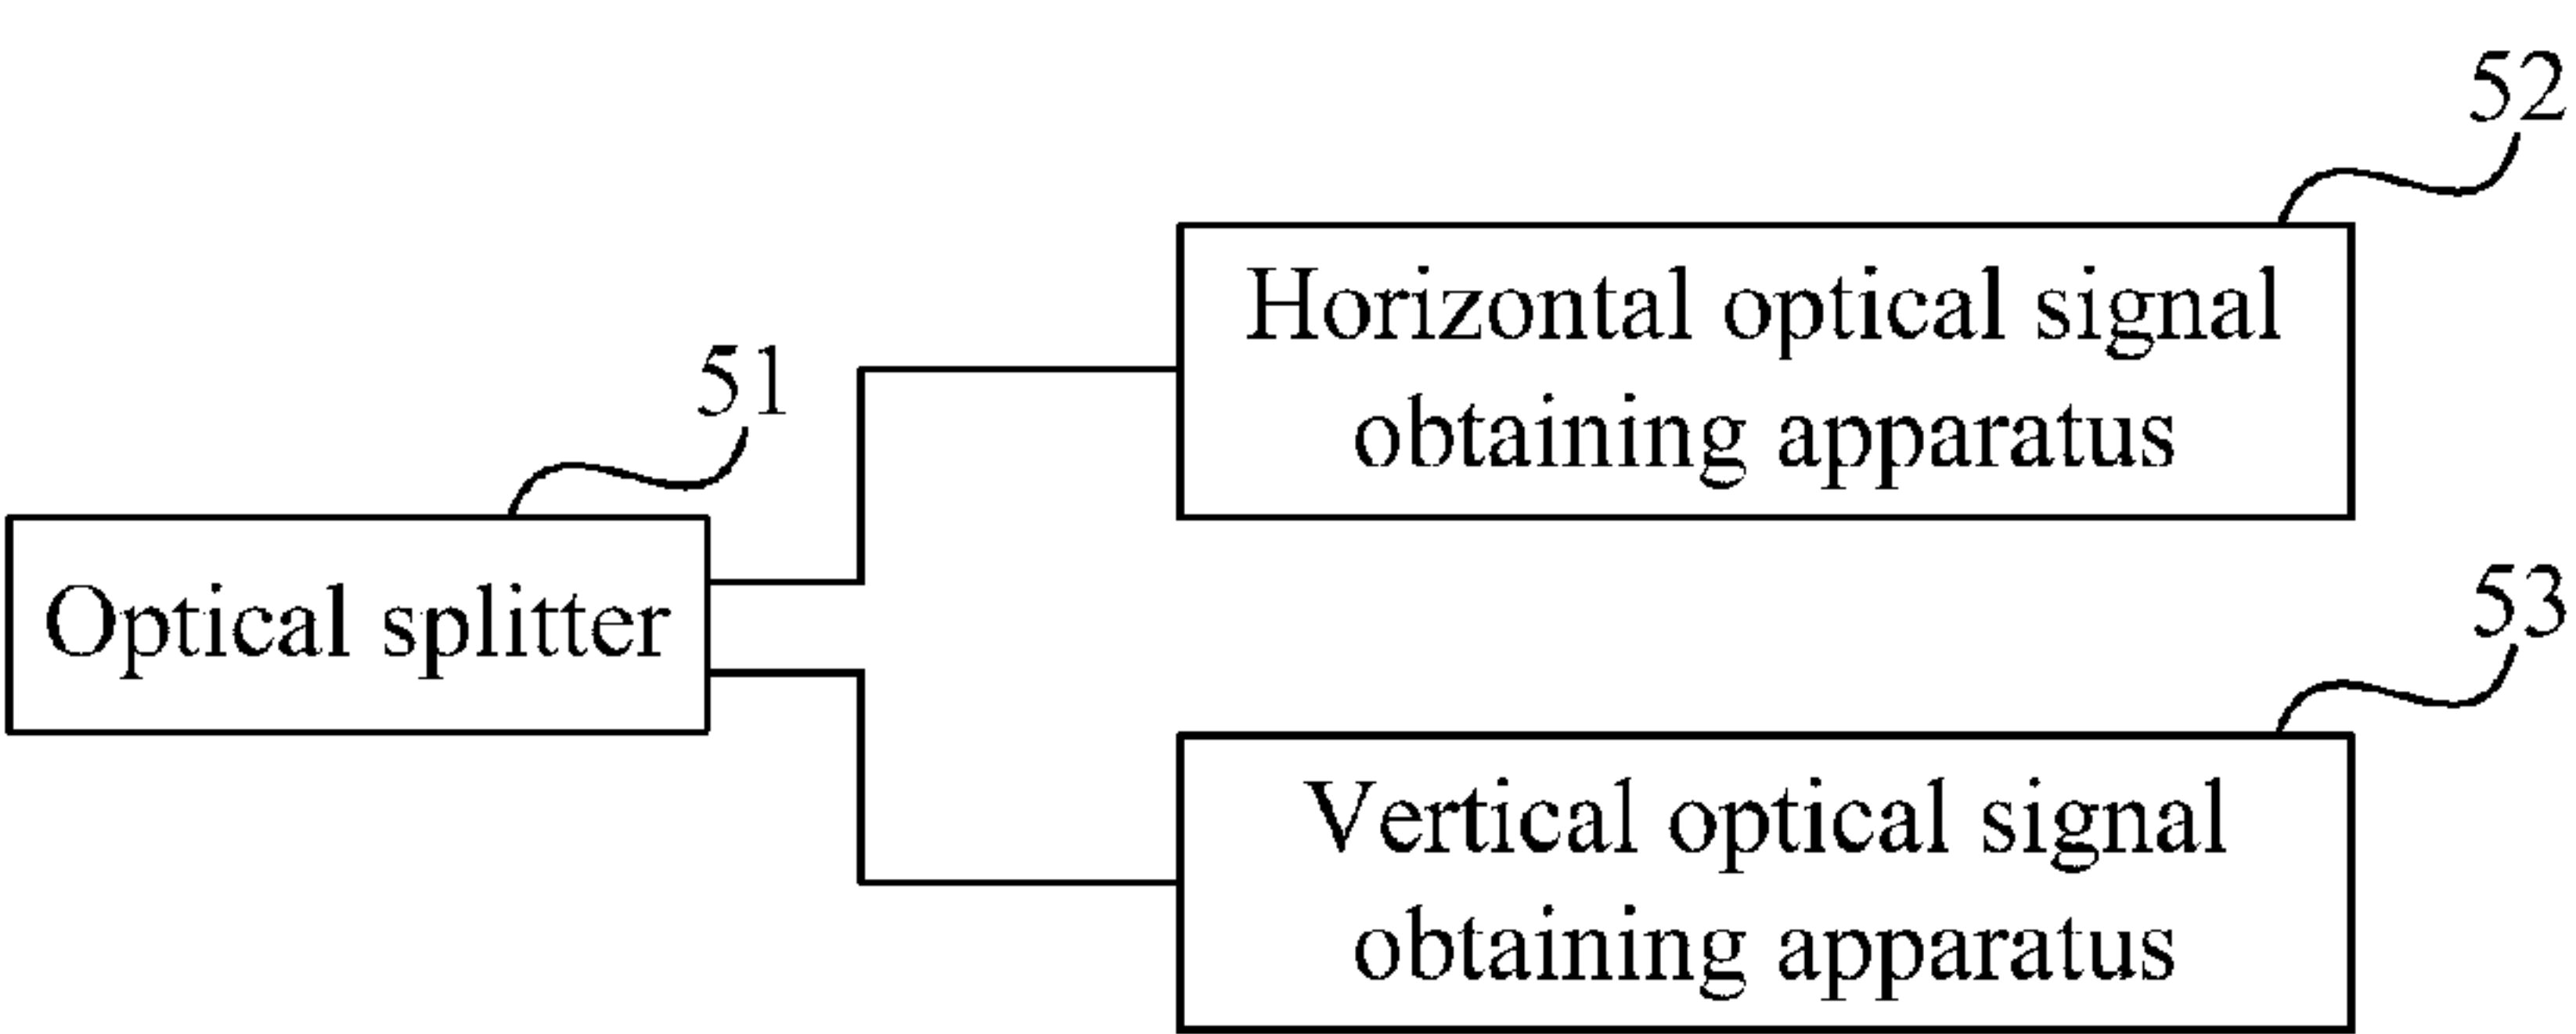 52
Horizontal optical signal
obtaining apparatus
51
Optical splitter
53
Vertical optical signal
obtaining apparatus